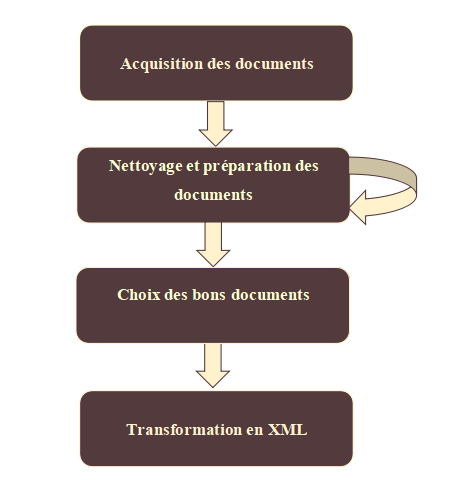 Acquisition des documents
Nettoyage et préparation des
documents
Choix des bons documents
Transformation en XML